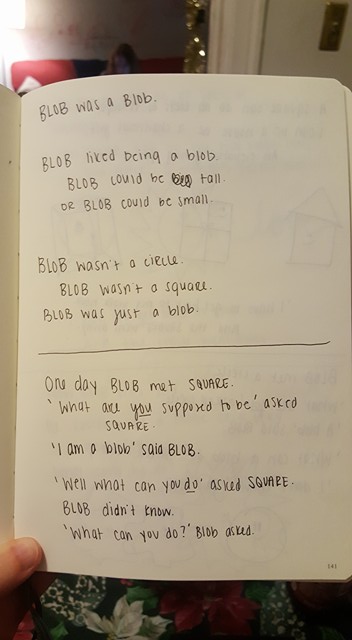 BLOB was a Blob.
BLOB liked being a blob.
BLOB could be tall.
OR BLOB could be small.
BLOB wasn't a circle.
BLOB wasn't a square.
BLOB was just a blob.
One day BLOB met SQUARE.
'What are you supposed to be' asked
SQUARE.
'I am a blob' said BLOB.
'Well what can you do' asked SQUARE.
BLOB didn't know.
'What can you do?' Blob asked.
141